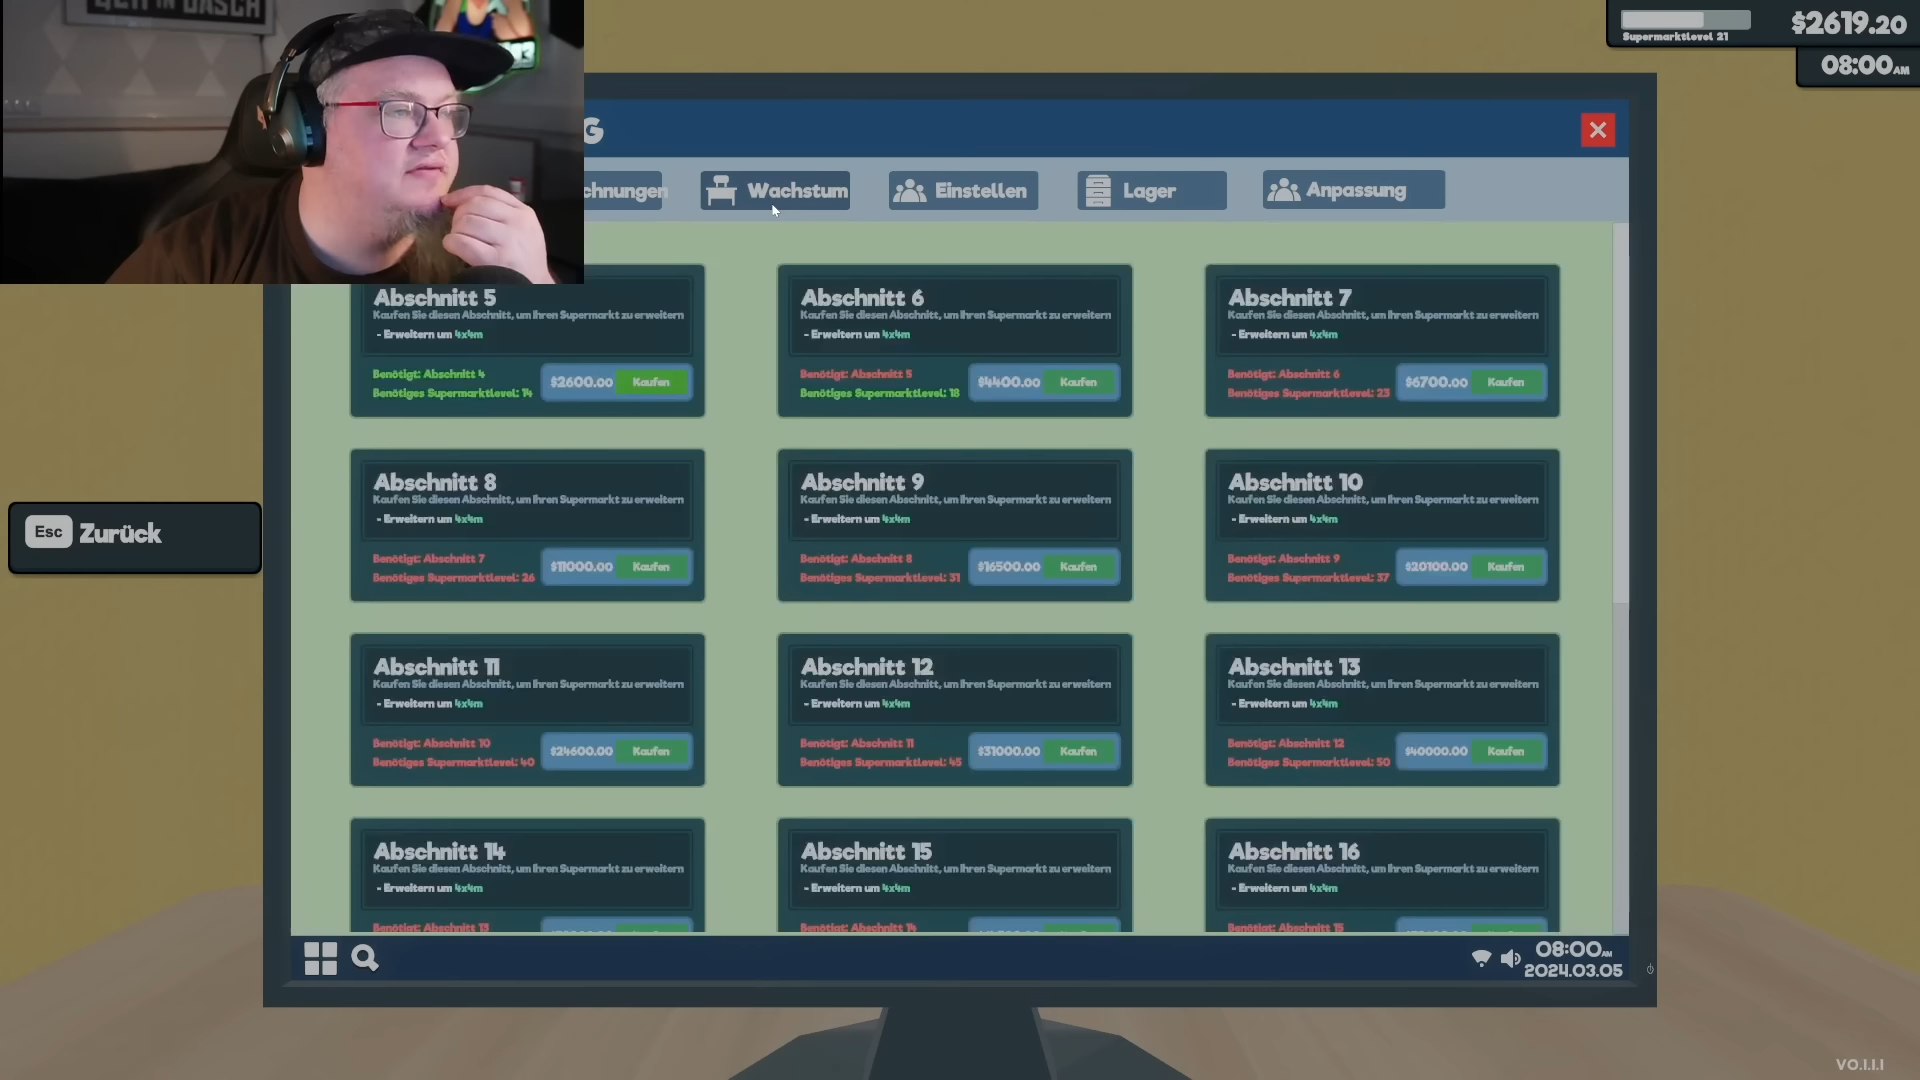 93
$2619.20
Supermarktlevel 21
08:00AM
G
chnungen
Wachstum
Einstellen
Lager
Anpassung
Abschnitt 5
Kaufen Sie diesen Abschnitt, um Ihren Supermarkt zu erweitern
- Erweitern um 4x4m
Benötigt: Abschnitt 4
Benötiges Supermarktlevel: 14
$2600.00 Kaufen
Abschnitt 6
Kaufen Sie diesen Abschnitt, um Ihren Supermarkt zu erweitern
- Erweitern um 4x4m
Benötigt: Abschnitt 5
Benötiges Supermarktlevel: 18
$4400.00 Kaufen
Abschnitt 7
Kaufen Sie diesen Abschnitt, um Ihren Supermarkt zu erweitern
- Erweitern um 4x4m
Benötigt: Abschnitt 6
Benötiges Supermarktlevel: 23
$6700.00 Kaufen
Abschnitt 8
Kaufen Sie diesen Abschnitt, um Ihren Supermarkt zu erweitern
- Erweitern um 4x4m
Benötigt: Abschnitt 7
Benötiges Supermarktlevel: 26
$11000.00 Kaufen
Abschnitt 9
Kaufen Sie diesen Abschnitt, um Ihren Supermarkt zu erweitern
- Erweitern um 4x4m
Benötigt: Abschnitt 8
Benötiges Supermarktlevel: 31
$16500.00 Kaufen
Abschnitt 10
Kaufen Sie diesen Abschnitt, um Ihren Supermarkt zu erweitern
- Erweitern um 4x4m
Benötigt: Abschnitt 9
Benötiges Supermarktlevel: 37
$20100.00 Kaufen
Esc Zurück
Abschnitt 11
Kaufen Sie diesen Abschnitt, um Ihren Supermarkt zu erweitern
- Erweitern um 4x4m
Benötigt: Abschnitt 10
Benötiges Supermarktlevel: 40
$24600.00 Kaufen
Abschnitt 12
Kaufen Sie diesen Abschnitt, um Ihren Supermarkt zu erweitern
- Erweitern um 4x4m
Benötigt: Abschnitt 11
Benötiges Supermarktlevel: 45
$31000.00 Kaufen
Abschnitt 13
Kaufen Sie diesen Abschnitt, um Ihren Supermarkt zu erweitern
- Erweitern um 4x4m
Benötigt: Abschnitt 12
Benötiges Supermarktlevel: 50
$40000.00 Kaufen
Abschnitt 14
Kaufen Sie diesen Abschnitt, um Ihren Supermarkt zu erweitern
- Erweitern um 4x4m
Benötigt: Abschnitt 13
Abschnitt 15
Kaufen Sie diesen Abschnitt, um Ihren Supermarkt zu erweitern
- Erweitern um 4x4m
Benötigt: Abschnitt 14
Abschnitt 16
Kaufen Sie diesen Abschnitt, um Ihren Supermarkt zu erweitern
- Erweitern um 4x4m
Benötigt: Abschnitt 15
08:00AM
2024.03.05
V0.1.1.1